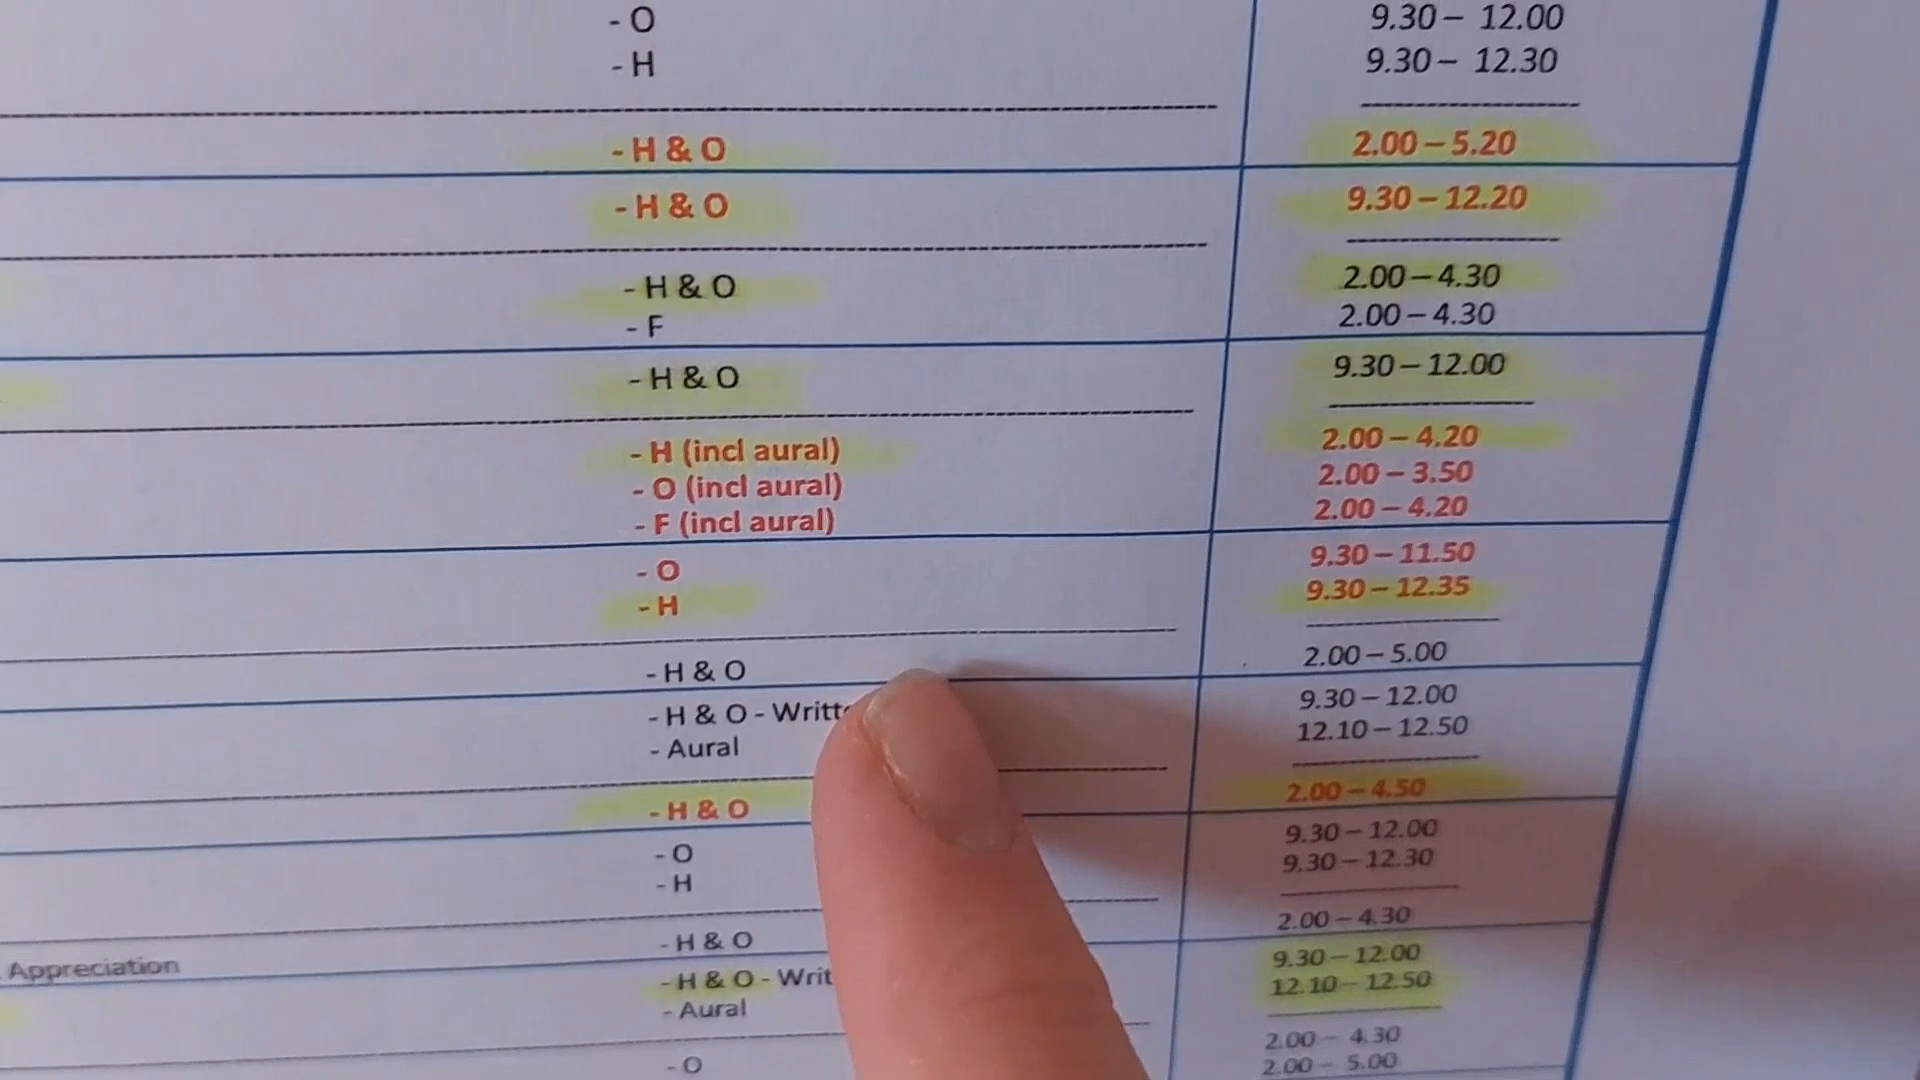 - O 9.30 – 12.00
- H 9.30 – 12.30
- H & O 2.00 – 5.20
- H & O 9.30 – 12.20
- H & O 2.00 – 4.30
- F 2.00 – 4.30
- H & O 9.30 – 12.00
- H (incl aural) 2.00 – 4.20
- O (incl aural) 2.00 – 3.50
- F (incl aural) 2.00 – 4.20
- O 9.30 – 11.50
- H 9.30 – 12.35
- H & O 2.00 – 5.00
- H & O - Writt 9.30 – 12.00
- Aural 12.10 – 12.50
- H & O 2.00 – 4.50
- O 9.30 – 12.00
- H 9.30 – 12.30
Appreciation - H & O 2.00 – 4.30
- H & O - Writ 9.30 – 12.00
- Aural 12.10 – 12.50
- O 2.00 – 4.30
2.00 – 5.00